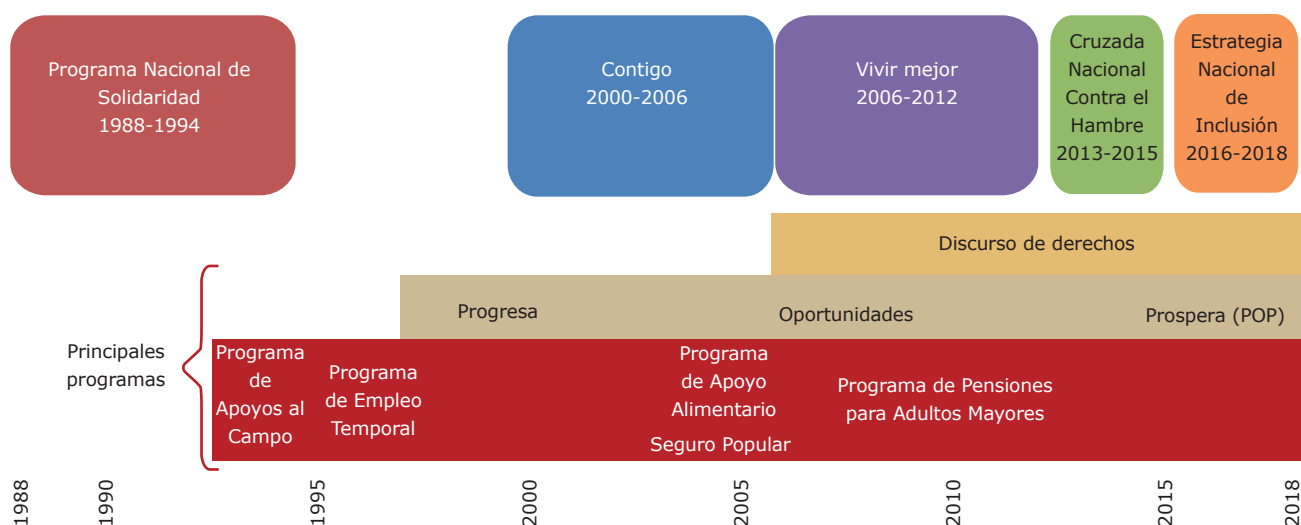 Programa Nacional de
Solidaridad
1988-1994
Contigo
2000-2006
Vivir mejor
2006-2012
Cruzada
Nacional
Contra el
Hambre
2013-2015
Estrategia
Nacional
de
Inclusión
2016-2018
Discurso de derechos
Progresa
Oportunidades
Prospera (POP)
Principales
programas
Programa
de
Apoyos al
Campo
Programa
de Empleo
Temporal
Programa
de Apoyo
Alimentario
Seguro Popular
Programa de Pensiones
para Adultos Mayores
1988
1990
1995
2000
2005
2010
2015
2018